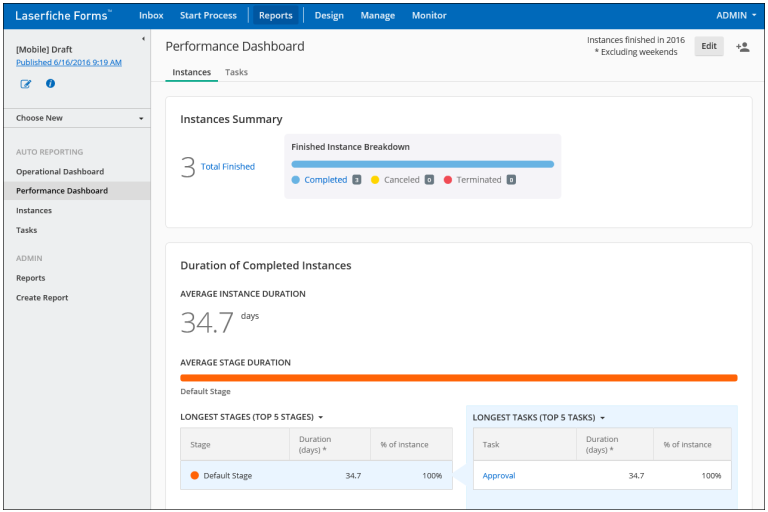 Laserfiche Forms™ Inbox Start Process Reports Design Manage Monitor ADMIN
[Mobile] Draft
Published 6/16/2016 9:19 AM
Choose New
AUTO REPORTING
Operational Dashboard
Performance Dashboard
Instances
Tasks
ADMIN
Reports
Create Report
Performance Dashboard
Instances finished in 2016
* Excluding weekends
Edit
Instances Tasks
Instances Summary
3 Total Finished
Finished Instance Breakdown
Completed 3 Canceled 0 Terminated 0
Duration of Completed Instances
AVERAGE INSTANCE DURATION
34.7 days
AVERAGE STAGE DURATION
Default Stage
LONGEST STAGES (TOP 5 STAGES)
Stage Duration (days) * % of instance
Default Stage 34.7 100%
LONGEST TASKS (TOP 5 TASKS)
Task Duration (days) * % of instance
Approval 34.7 100%